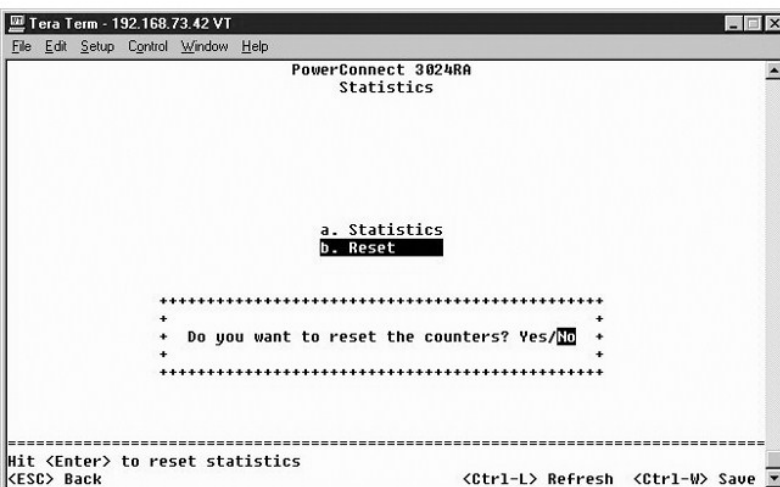 Tera Term - 192.168.73.42 VT
File Edit Setup Control Window Help
PowerConnect 3024RA
Statistics
a. Statistics
b. Reset
+++++++++++++++++++++++++++++++++++++++++++++++
+ +
+ Do you want to reset the counters? Yes/No +
+ +
+++++++++++++++++++++++++++++++++++++++++++++++
================================================================================
Hit <Enter> to reset statistics
<ESC> Back <Ctrl-L> Refresh <Ctrl-W> Save